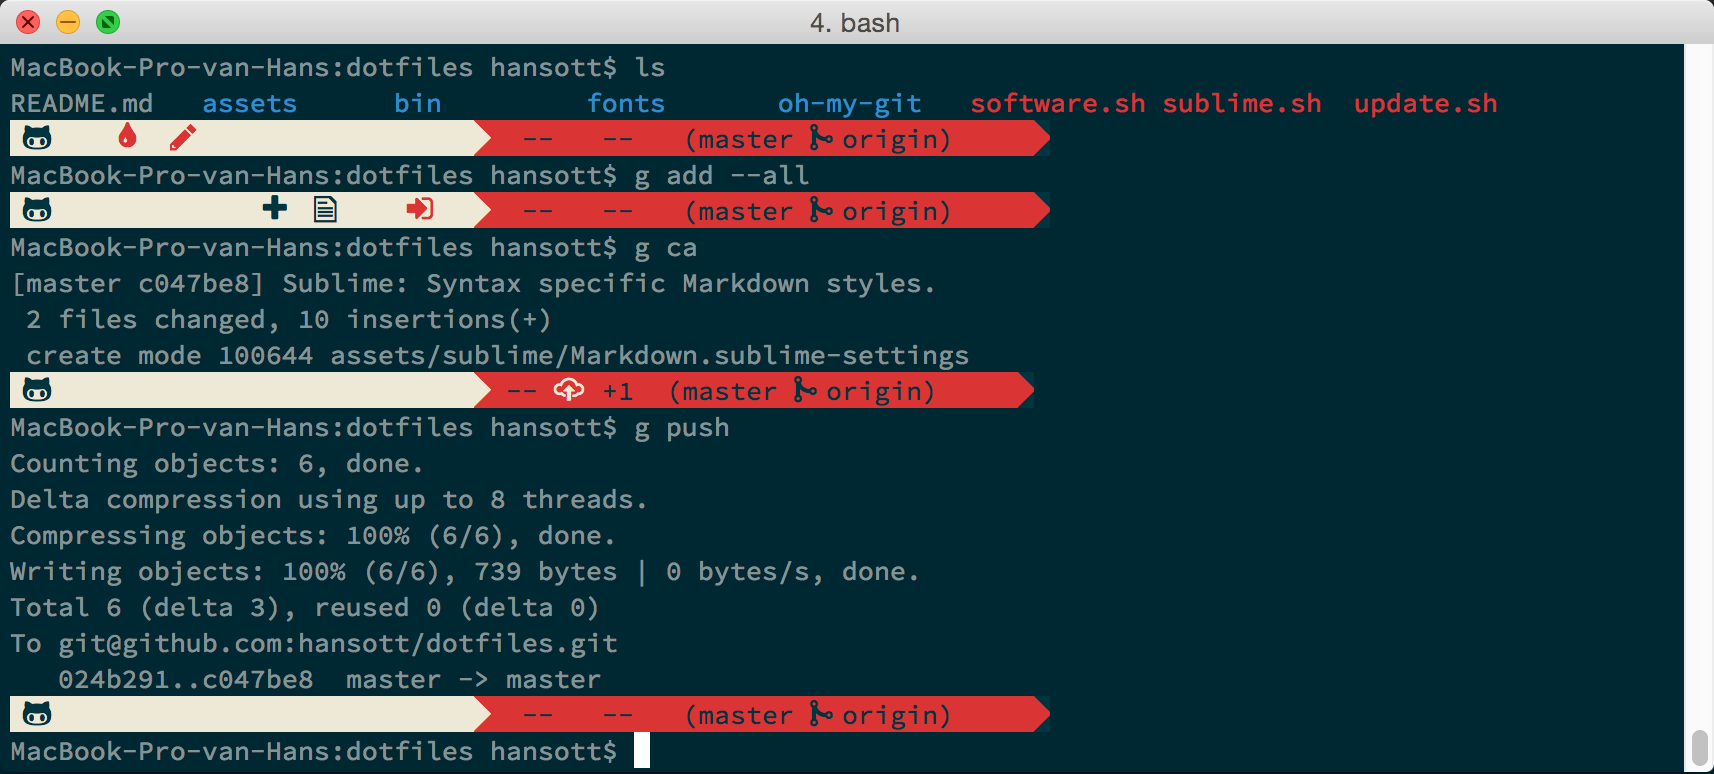 4. bash
MacBook-Pro-van-Hans:dotfiles hansott$ ls
README.md assets bin fonts oh-my-git software.sh sublime.sh update.sh
-- -- (master origin)
MacBook-Pro-van-Hans:dotfiles hansott$ g add --all
-- -- (master origin)
MacBook-Pro-van-Hans:dotfiles hansott$ g ca
[master c047be8] Sublime: Syntax specific Markdown styles.
2 files changed, 10 insertions(+)
create mode 100644 assets/sublime/Markdown.sublime-settings
-- +1 (master origin)
MacBook-Pro-van-Hans:dotfiles hansott$ g push
Counting objects: 6, done.
Delta compression using up to 8 threads.
Compressing objects: 100% (6/6), done.
Writing objects: 100% (6/6), 739 bytes | 0 bytes/s, done.
Total 6 (delta 3), reused 0 (delta 0)
To git@github.com:hansott/dotfiles.git
024b291..c047be8 master -> master
-- -- (master origin)
MacBook-Pro-van-Hans:dotfiles hansott$